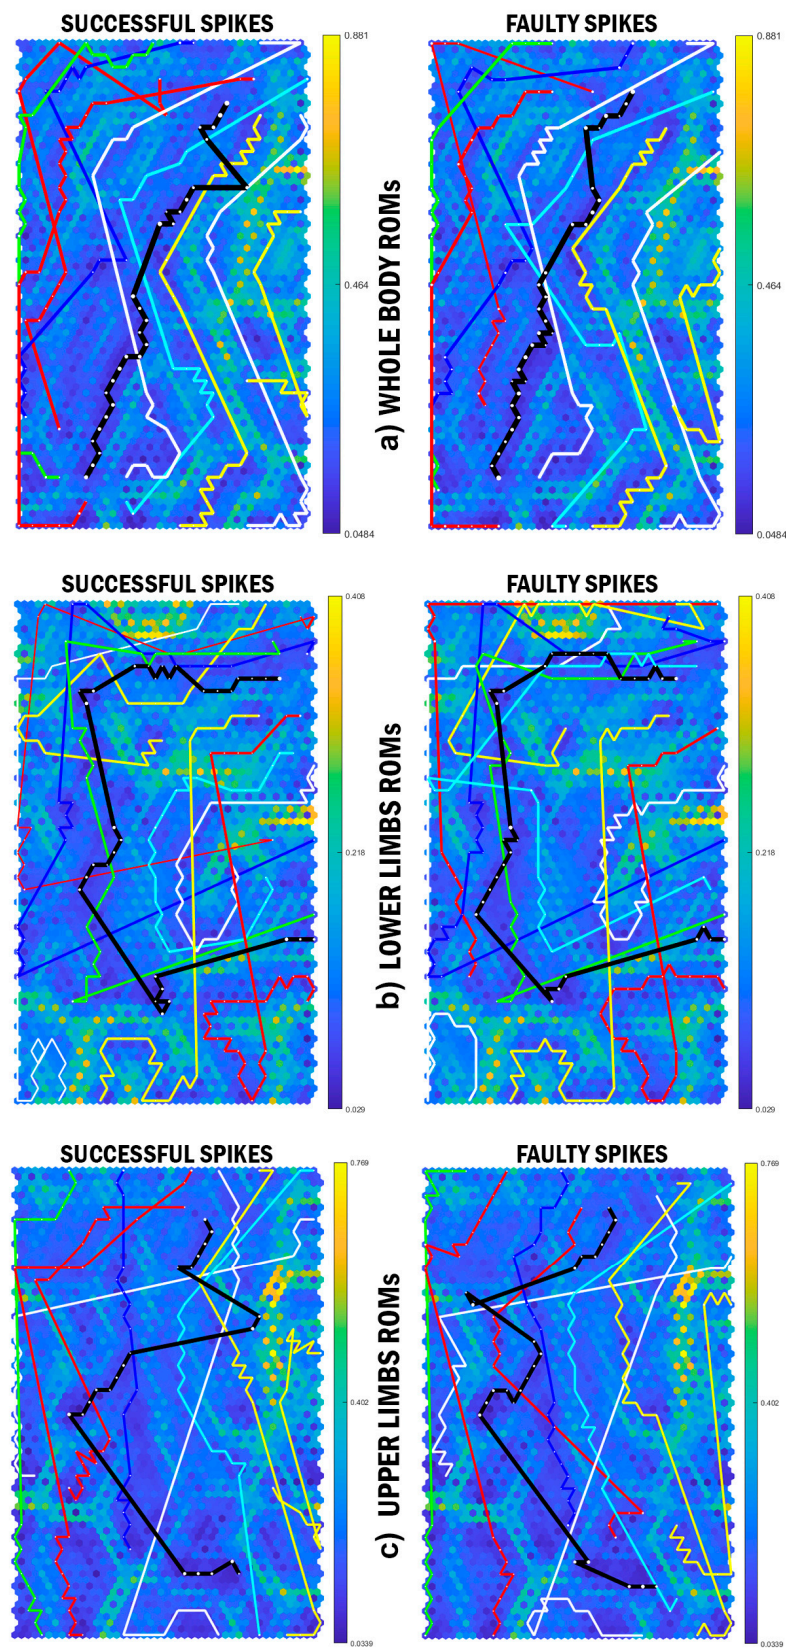 SUCCESSFUL SPIKES
FAULTY SPIKES
0.881
0.881
a) WHOLE BODY ROMs
0.464
0.464
0.0484
0.0484
SUCCESSFUL SPIKES
FAULTY SPIKES
0.408
0.408
b) LOWER LIMBS ROMs
0.218
0.218
0.029
0.029
SUCCESSFUL SPIKES
FAULTY SPIKES
0.769
0.769
c) UPPER LIMBS ROMs
0.402
0.402
0.0339
0.0339